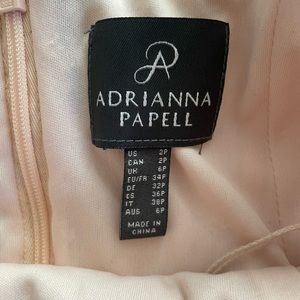 ADRIANNA
PAPELL
US 2P
CAN 2P
UK 6P
EU/FR 34P
DE 32P
ES 36P
IT 38P
AUS 6P
MADE IN
CHINA